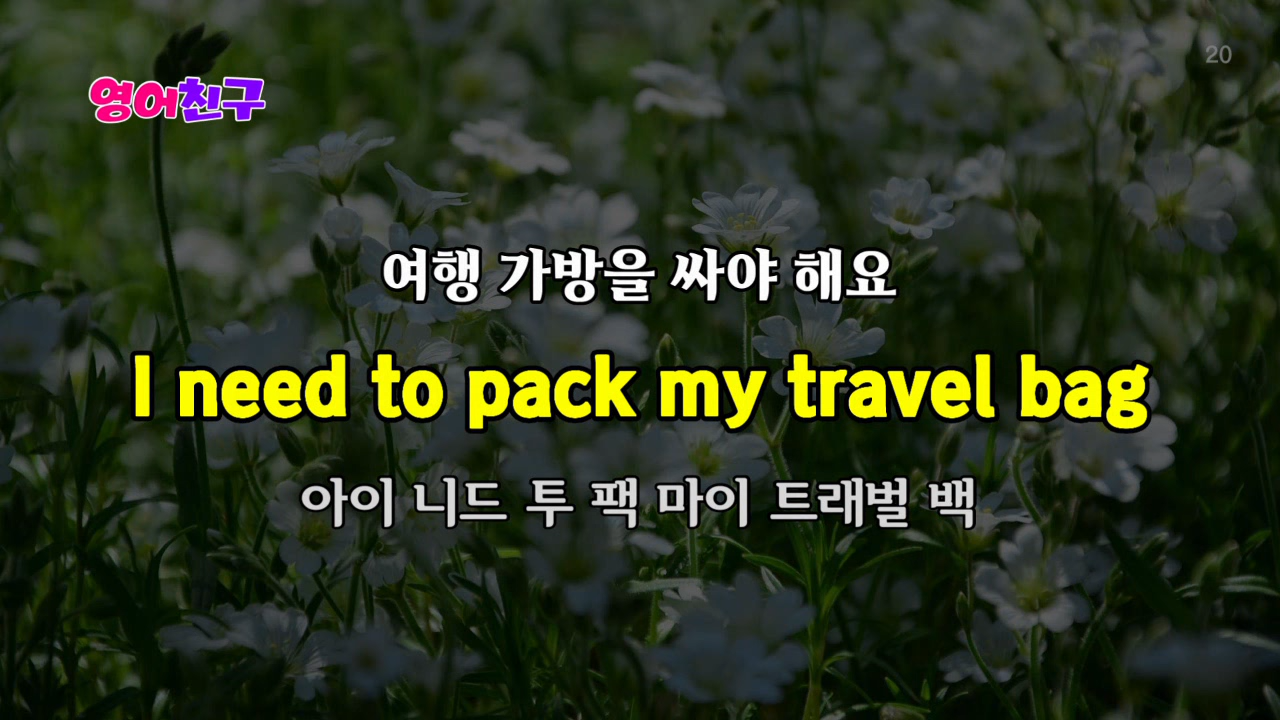 20
영어친구
여행 가방을 싸야 해요
I need to pack my travel bag
아이 니드 투 팩 마이 트래벌 백